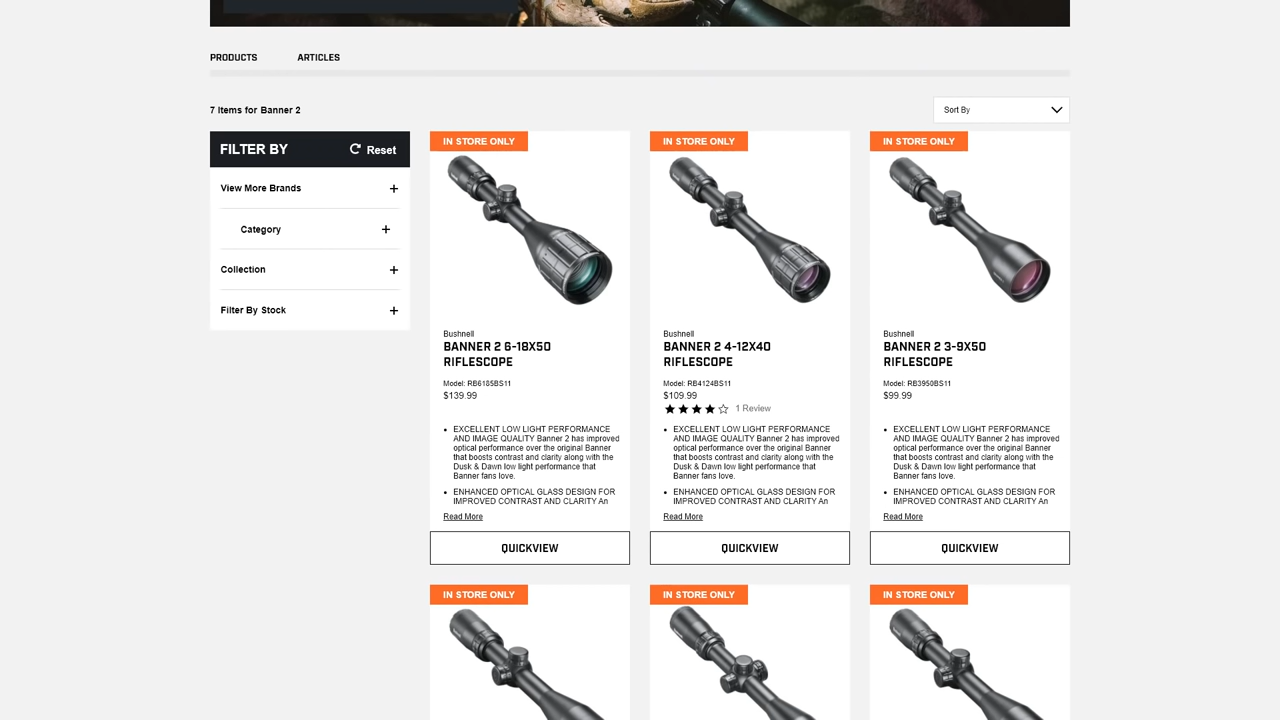 PRODUCTS
ARTICLES
7 Items for Banner 2
Sort By
FILTER BY
Reset
View More Brands
Category
Collection
Filter By Stock
IN STORE ONLY
Bushnell
BANNER 2 6-18X50
RIFLESCOPE
Model: RB6185BS11
$139.99
EXCELLENT LOW LIGHT PERFORMANCE
AND IMAGE QUALITY Banner 2 has improved
optical performance over the original Banner
that boosts contrast and clarity along with the
Dusk & Dawn low light performance that
Banner fans love.
ENHANCED OPTICAL GLASS DESIGN FOR
IMPROVED CONTRAST AND CLARITY An
Read More
QUICKVIEW
IN STORE ONLY
Bushnell
BANNER 2 4-12X40
RIFLESCOPE
Model: RB4124BS11
$109.99
1 Review
EXCELLENT LOW LIGHT PERFORMANCE
AND IMAGE QUALITY Banner 2 has improved
optical performance over the original Banner
that boosts contrast and clarity along with the
Dusk & Dawn low light performance that
Banner fans love.
ENHANCED OPTICAL GLASS DESIGN FOR
IMPROVED CONTRAST AND CLARITY An
Read More
QUICKVIEW
IN STORE ONLY
Bushnell
BANNER 2 3-9X50
RIFLESCOPE
Model: RB3950BS11
$99.99
EXCELLENT LOW LIGHT PERFORMANCE
AND IMAGE QUALITY Banner 2 has improved
optical performance over the original Banner
that boosts contrast and clarity along with the
Dusk & Dawn low light performance that
Banner fans love.
ENHANCED OPTICAL GLASS DESIGN FOR
IMPROVED CONTRAST AND CLARITY An
Read More
QUICKVIEW
IN STORE ONLY
IN STORE ONLY
IN STORE ONLY